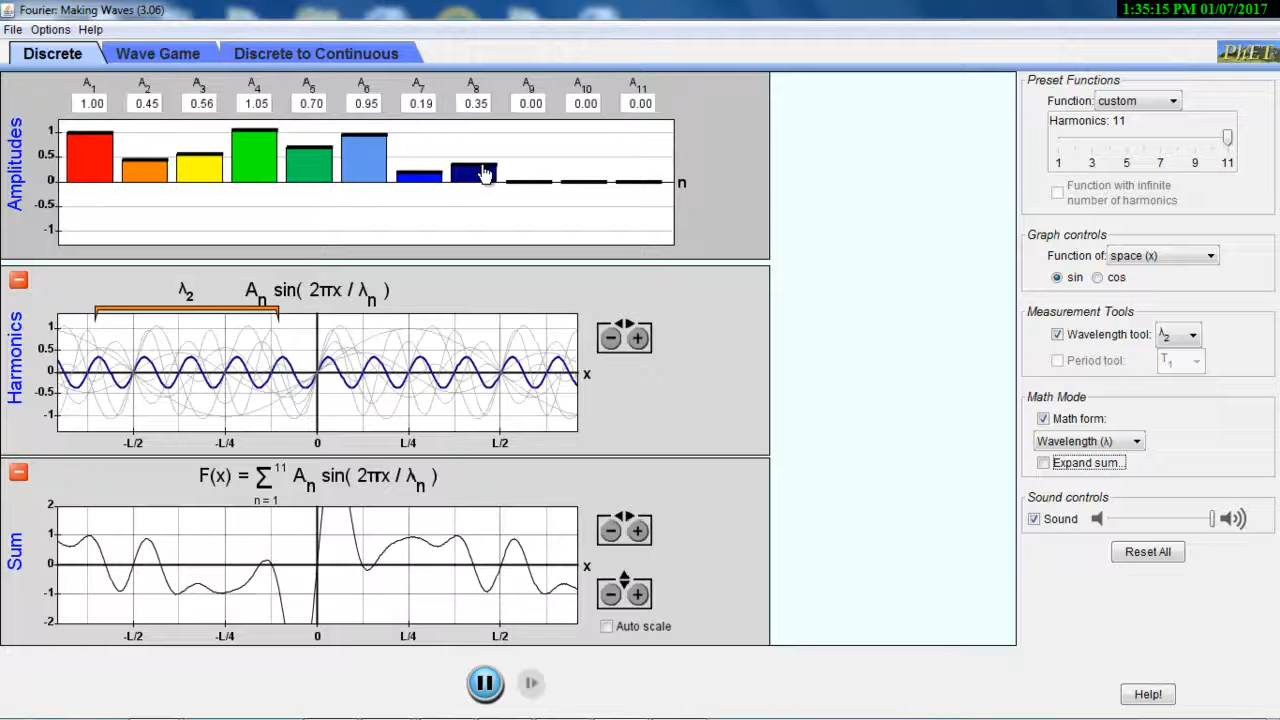 Fourier: Making Waves (3.06)
1:35:15 PM 01/07/2017
File Options Help
Discrete Wave Game Discrete to Continuous
PhET
A1 A2 A3 A4 A5 A6 A7 A8 A9 A10 A11
1.00 0.45 0.56 1.05 0.70 0.95 0.19 0.35 0.00 0.00 0.00
Amplitudes
1
0.5
0
-0.5
-1
n
Harmonics
λ2 An sin( 2πx / λn )
1
0.5
0
-0.5
-1
x
-L/2 -L/4 0 L/4 L/2
Sum
F(x) = Σ 11 n = 1 An sin( 2πx / λn )
2
1
0
-1
-2
x
-L/2 -L/4 0 L/4 L/2
Auto scale
Preset Functions
Function: custom
Harmonics: 11
1 3 5 7 9 11
Function with infinite
number of harmonics
Graph controls
Function of: space (x)
sin cos
Measurement Tools
Wavelength tool: λ2
Period tool: T1
Math Mode
Math form:
Wavelength (λ)
Expand sum...
Sound controls
Sound
Reset All
Help!